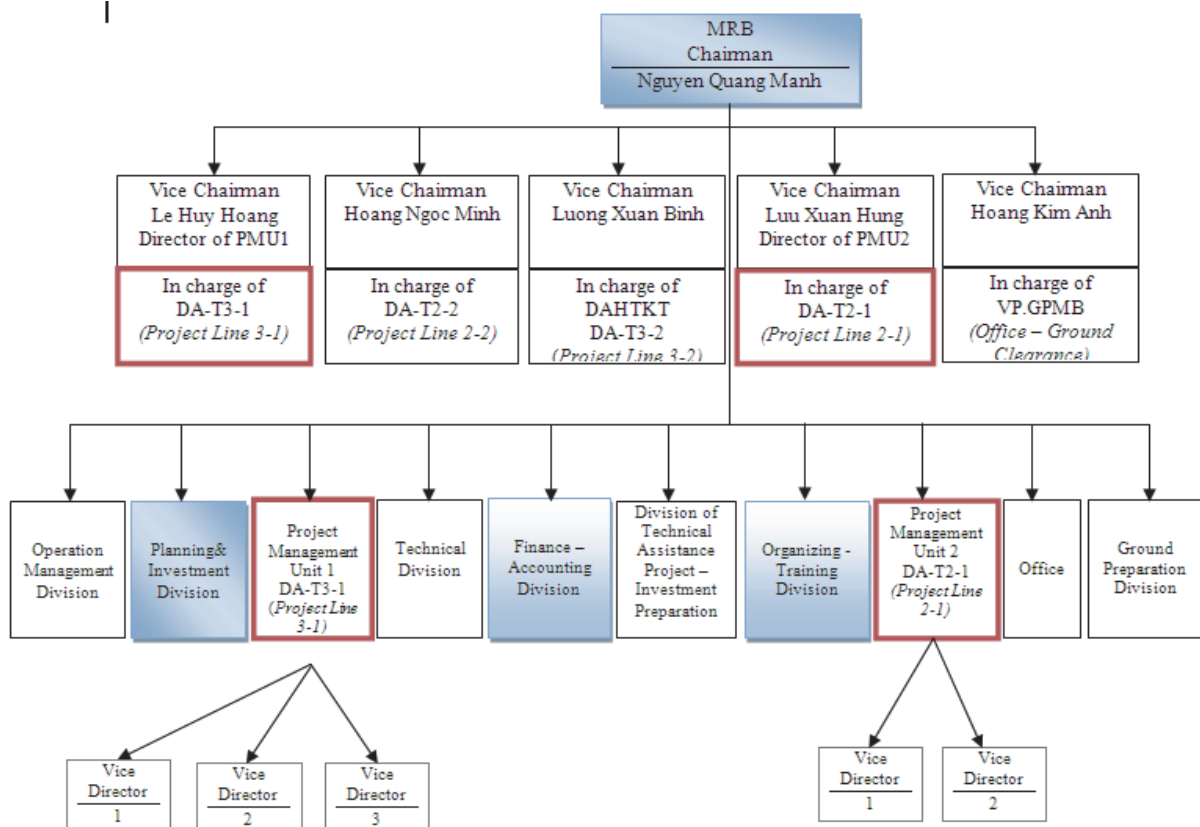 MRB
Chairman
Nguyen Quang Manh
Vice Chairman
Le Huy Hoang
Director of PMU1
In charge of
DA-T3-1
(Project Line 3-1)
Vice Chairman
Hoang Ngoc Minh
In charge of
DA-T2-2
(Project Line 2-2)
Vice Chairman
Luong Xuan Binh
In charge of
DAHTKT
DA-T3-2
(Project Line 3-2)
Vice Chairman
Luu Xuan Hung
Director of PMU2
In charge of
DA-T2-1
(Project Line 2-1)
Vice Chairman
Hoang Kim Anh
In charge of
VP.GPMB
(Office – Ground
Clearance)
Operation
Management
Division
Planning&
Investment
Division
Project
Management
Unit 1
DA-T3-1
(Project Line
3-1)
Technical
Division
Finance –
Accounting
Division
Division of
Technical
Assistance
Project –
Investment
Preparation
Organizing -
Training
Division
Project
Management
Unit 2
DA-T2-1
(Project Line
2-1)
Office
Ground
Preparation
Division
Vice
Director
1
Vice
Director
2
Vice
Director
3
Vice
Director
1
Vice
Director
2